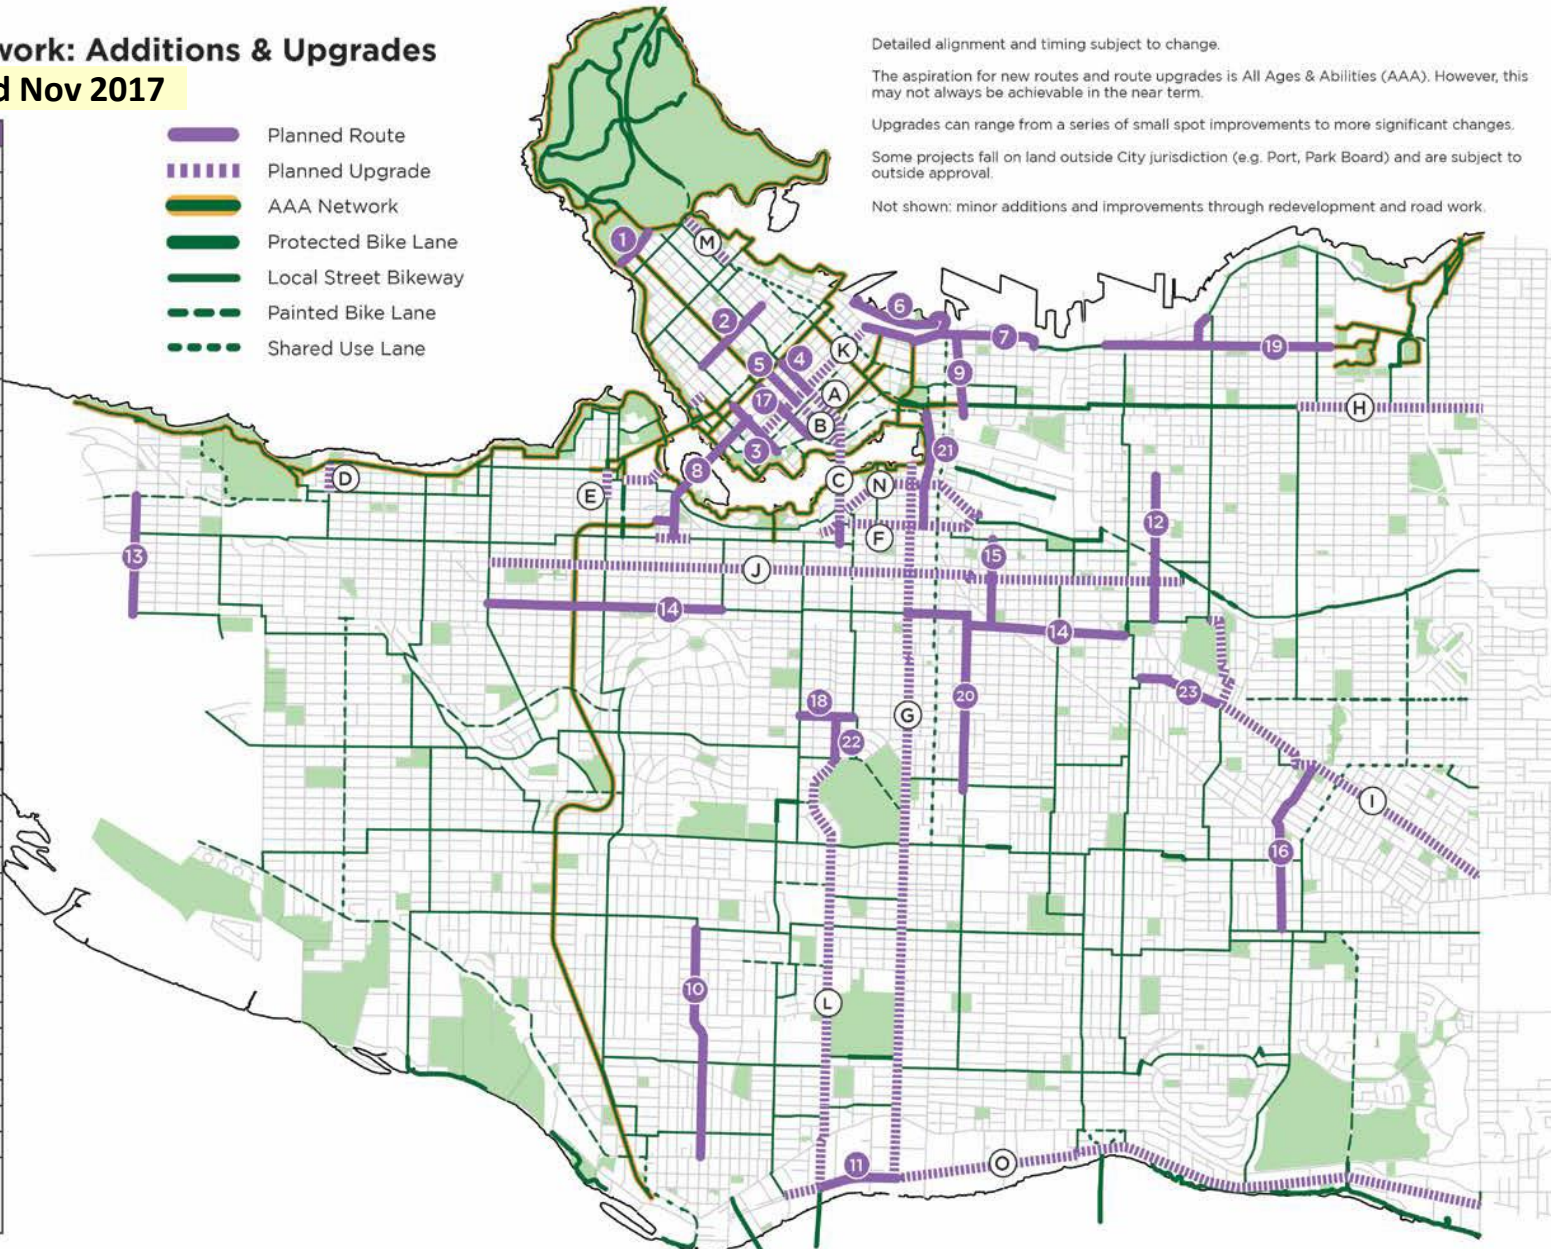 work: Additions & Upgrades
d Nov 2017
Planned Route
Planned Upgrade
AAA Network
Protected Bike Lane
Local Street Bikeway
Painted Bike Lane
Shared Use Lane
Detailed alignment and timing subject to change.
The aspiration for new routes and route upgrades is All Ages & Abilities (AAA). However, this
may not always be achievable in the near term.
Upgrades can range from a series of small spot improvements to more significant changes.
Some projects fall on land outside City jurisdiction (e.g. Port, Park Board) and are subject to
outside approval.
Not shown: minor additions and improvements through redevelopment and road work.
1
M
2
6
7
K
19
5
4
9
A
17
H
B
3
21
8
D
C
N
E
12
F
13
15
J
14
14
23
20
18
G
22
I
16
10
L
11
O